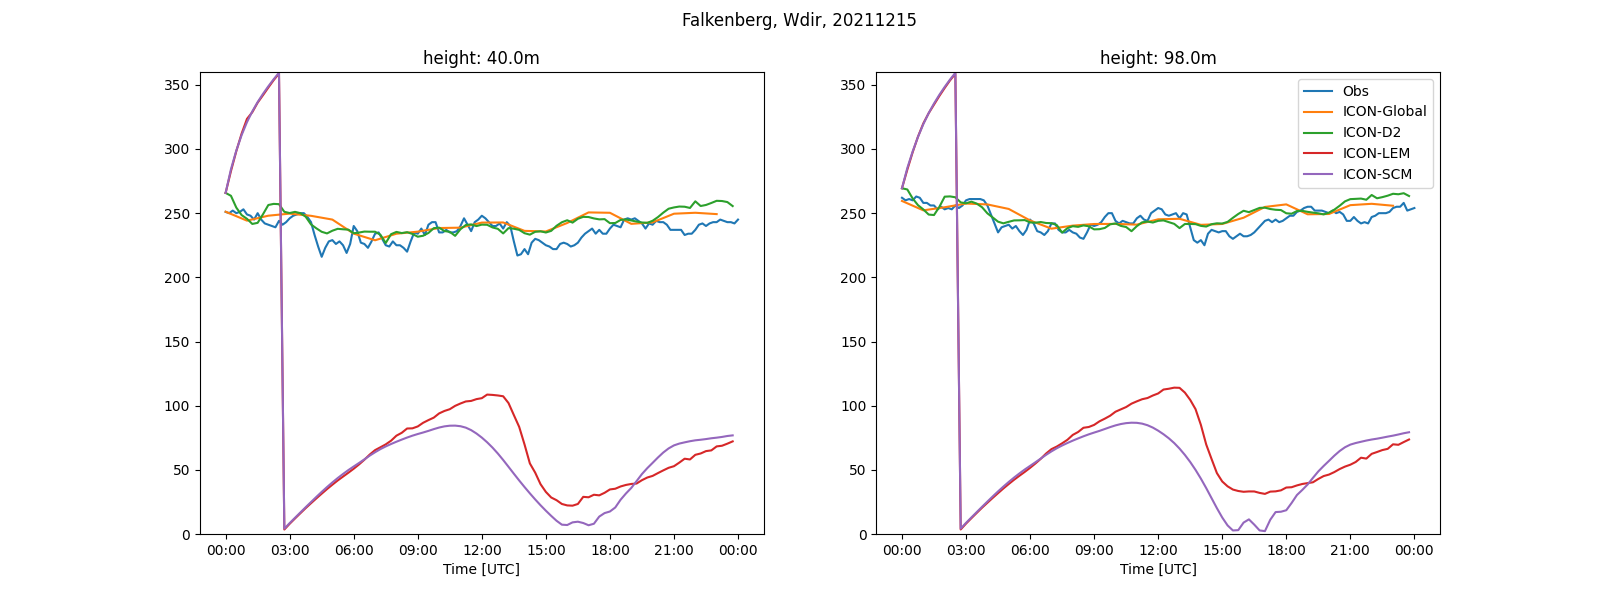 Falkenberg, Wdir, 20211215
height: 40.0m
350
300
250
200
150
100
50
0
00:00 03:00 06:00 09:00 12:00 15:00 18:00 21:00 00:00
Time [UTC]
height: 98.0m
350
300
250
200
150
100
50
0
00:00 03:00 06:00 09:00 12:00 15:00 18:00 21:00 00:00
Time [UTC]
Obs
ICON-Global
ICON-D2
ICON-LEM
ICON-SCM